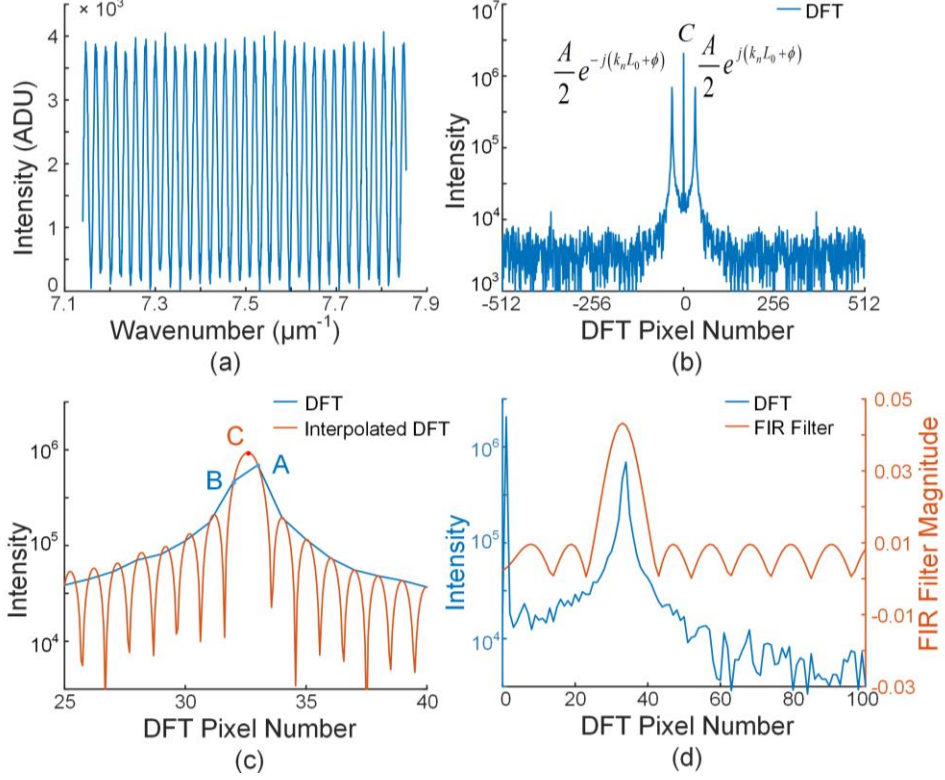 × 10³
4
3
2
1
0
Intensity (ADU)
7.1 7.3 7.5 7.7 7.9
Wavenumber (µm⁻¹)
(a)
DFT
10⁷
10⁶
10⁵
10⁴
10³
Intensity
A/2 e^{-j(kₙL₀+ϕ)}
C
A/2 e^{j(kₙL₀+ϕ)}
-512 -256 0 256 512
DFT Pixel Number
(b)
DFT
Interpolated DFT
10⁶
10⁵
10⁴
Intensity
C
B
A
25 30 35 40
DFT Pixel Number
(c)
DFT
FIR Filter
10⁶
10⁵
10⁴
Intensity
0.05
0.03
0.01
-0.01
-0.03
FIR Filter Magnitude
0 20 40 60 80 100
DFT Pixel Number
(d)